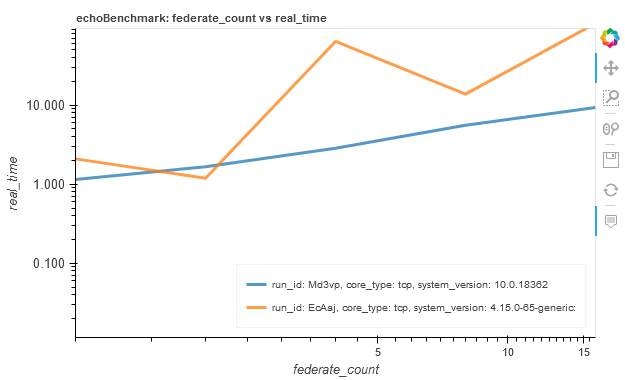 echoBenchmark: federate_count vs real_time
10.000
1.000
0.100
real_time
run_id: Md3vp, core_type: tcp, system_version: 10.0.18362
run_id: EcAaj, core_type: tcp, system_version: 4.15.0-65-generic:
5
10
15
federate_count